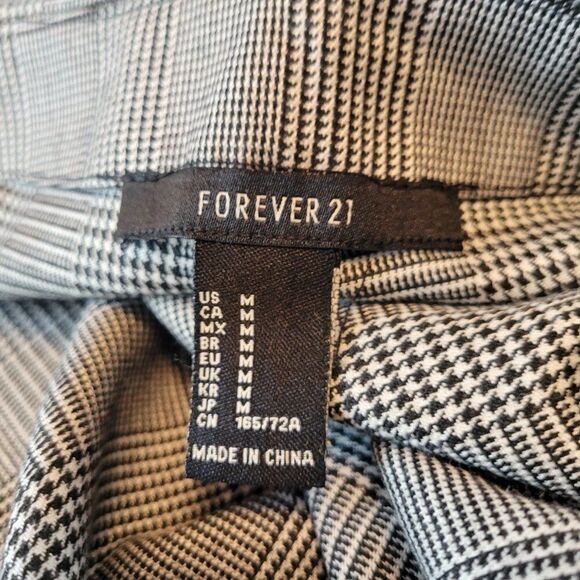 FOREVER 21
US M
CA M
MX M
BR M
EU M
UK M
KR M
JP M
CN 165/72A
MADE IN CHINA